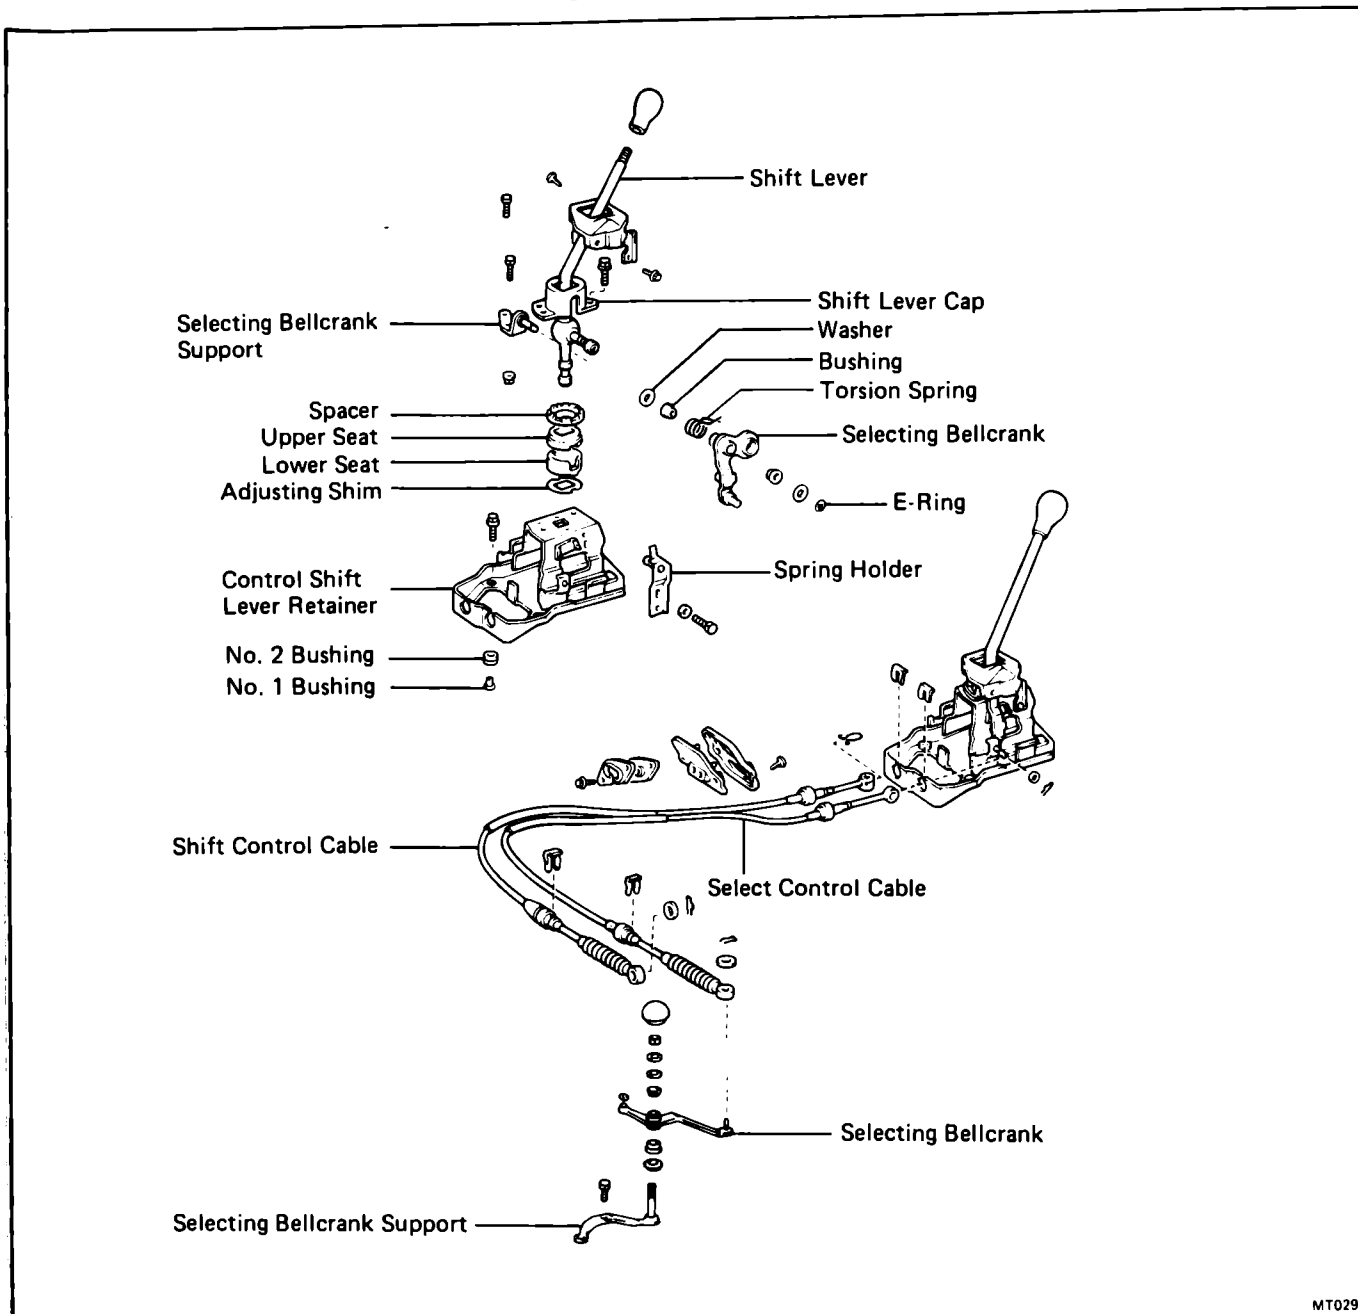 Shift Lever
Shift Lever Cap
Selecting Bellcrank
Support
Washer
Bushing
Torsion Spring
Spacer
Upper Seat
Selecting Bellcrank
Lower Seat
Adjusting Shim
E-Ring
Control Shift
Lever Retainer
Spring Holder
No. 2 Bushing
No. 1 Bushing
Shift Control Cable
Select Control Cable
Selecting Bellcrank
Selecting Bellcrank Support
MT029